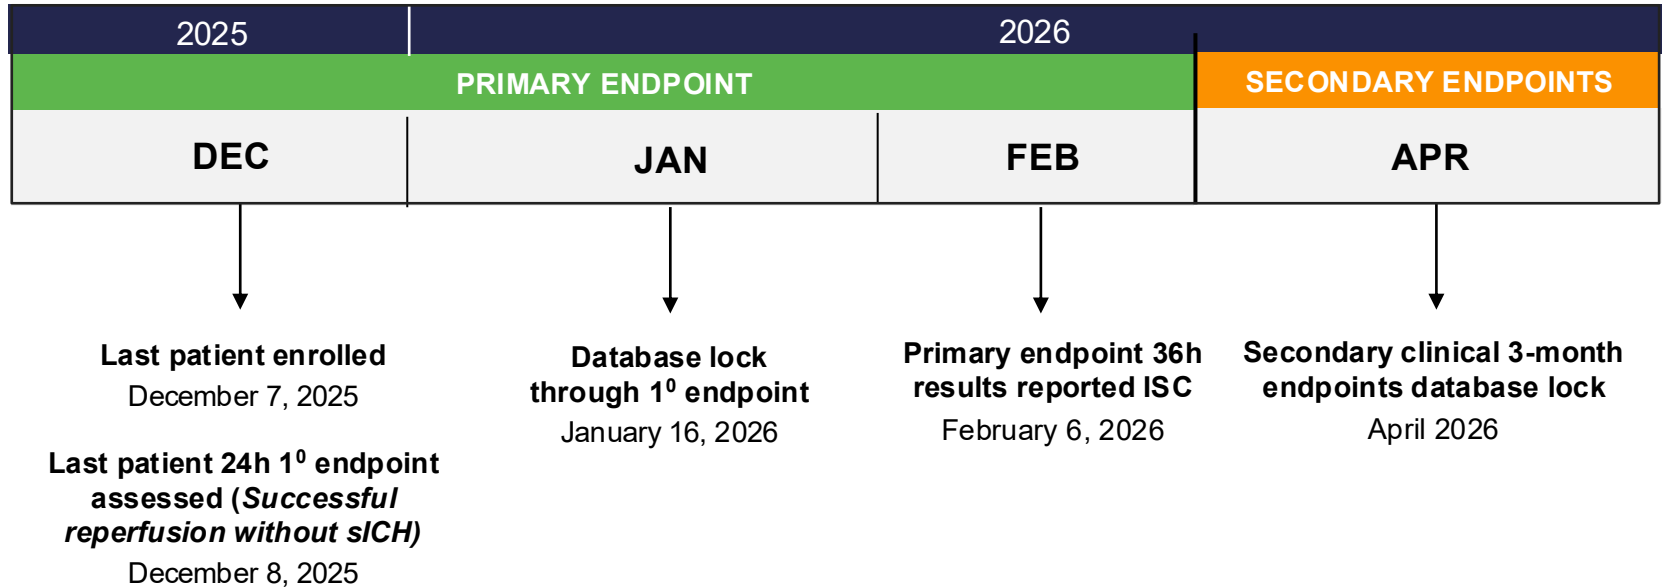 2025
2026
PRIMARY ENDPOINT
SECONDARY ENDPOINTS
DEC
JAN
FEB
APR
Last patient enrolled
December 7, 2025
Last patient 24h 1⁰ endpoint
assessed (Successful
reperfusion without sICH)
December 8, 2025
Database lock
through 1⁰ endpoint
January 16, 2026
Primary endpoint 36h
results reported ISC
February 6, 2026
Secondary clinical 3-month
endpoints database lock
April 2026